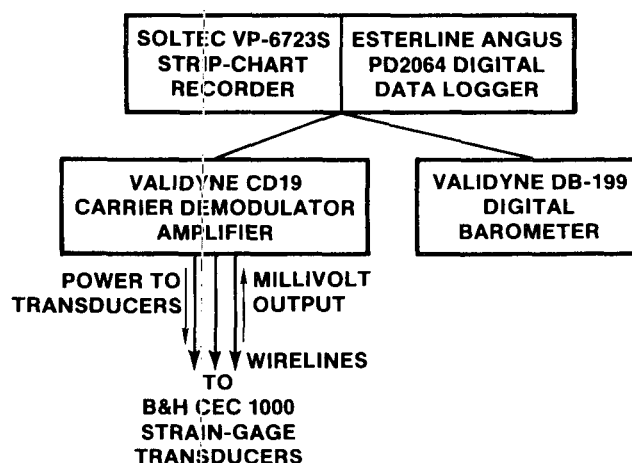 SOLTEC VP-6723S
STRIP-CHART
RECORDER
ESTERLINE ANGUS
PD2064 DIGITAL
DATA LOGGER
VALIDYNE CD19
CARRIER DEMODULATOR
AMPLIFIER
VALIDYNE DB-199
DIGITAL
BAROMETER
POWER TO
TRANSDUCERS
MILLIVOLT
OUTPUT
WIRELINES
TO
B&H CEC 1000
STRAIN-GAGE
TRANSDUCERS